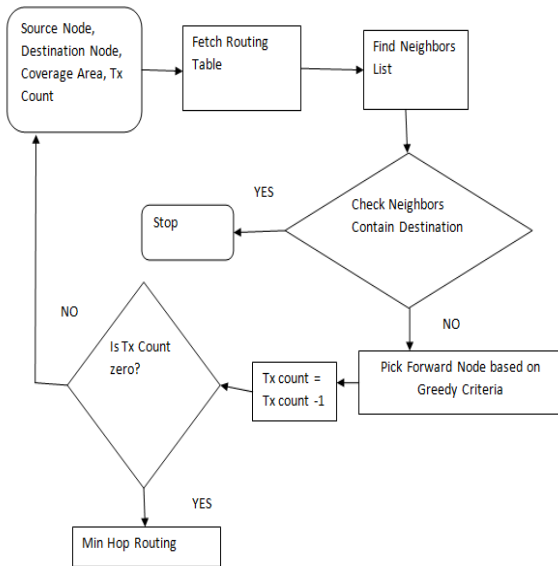 Source Node,
Destination Node,
Coverage Area, Tx
Count
Fetch Routing
Table
Find Neighbors
List
Check Neighbors
Contain Destination
YES
Stop
NO
Pick Forward Node based on
Greedy Criteria
Tx count =
Tx count -1
Is Tx Count
zero?
NO
YES
Min Hop Routing